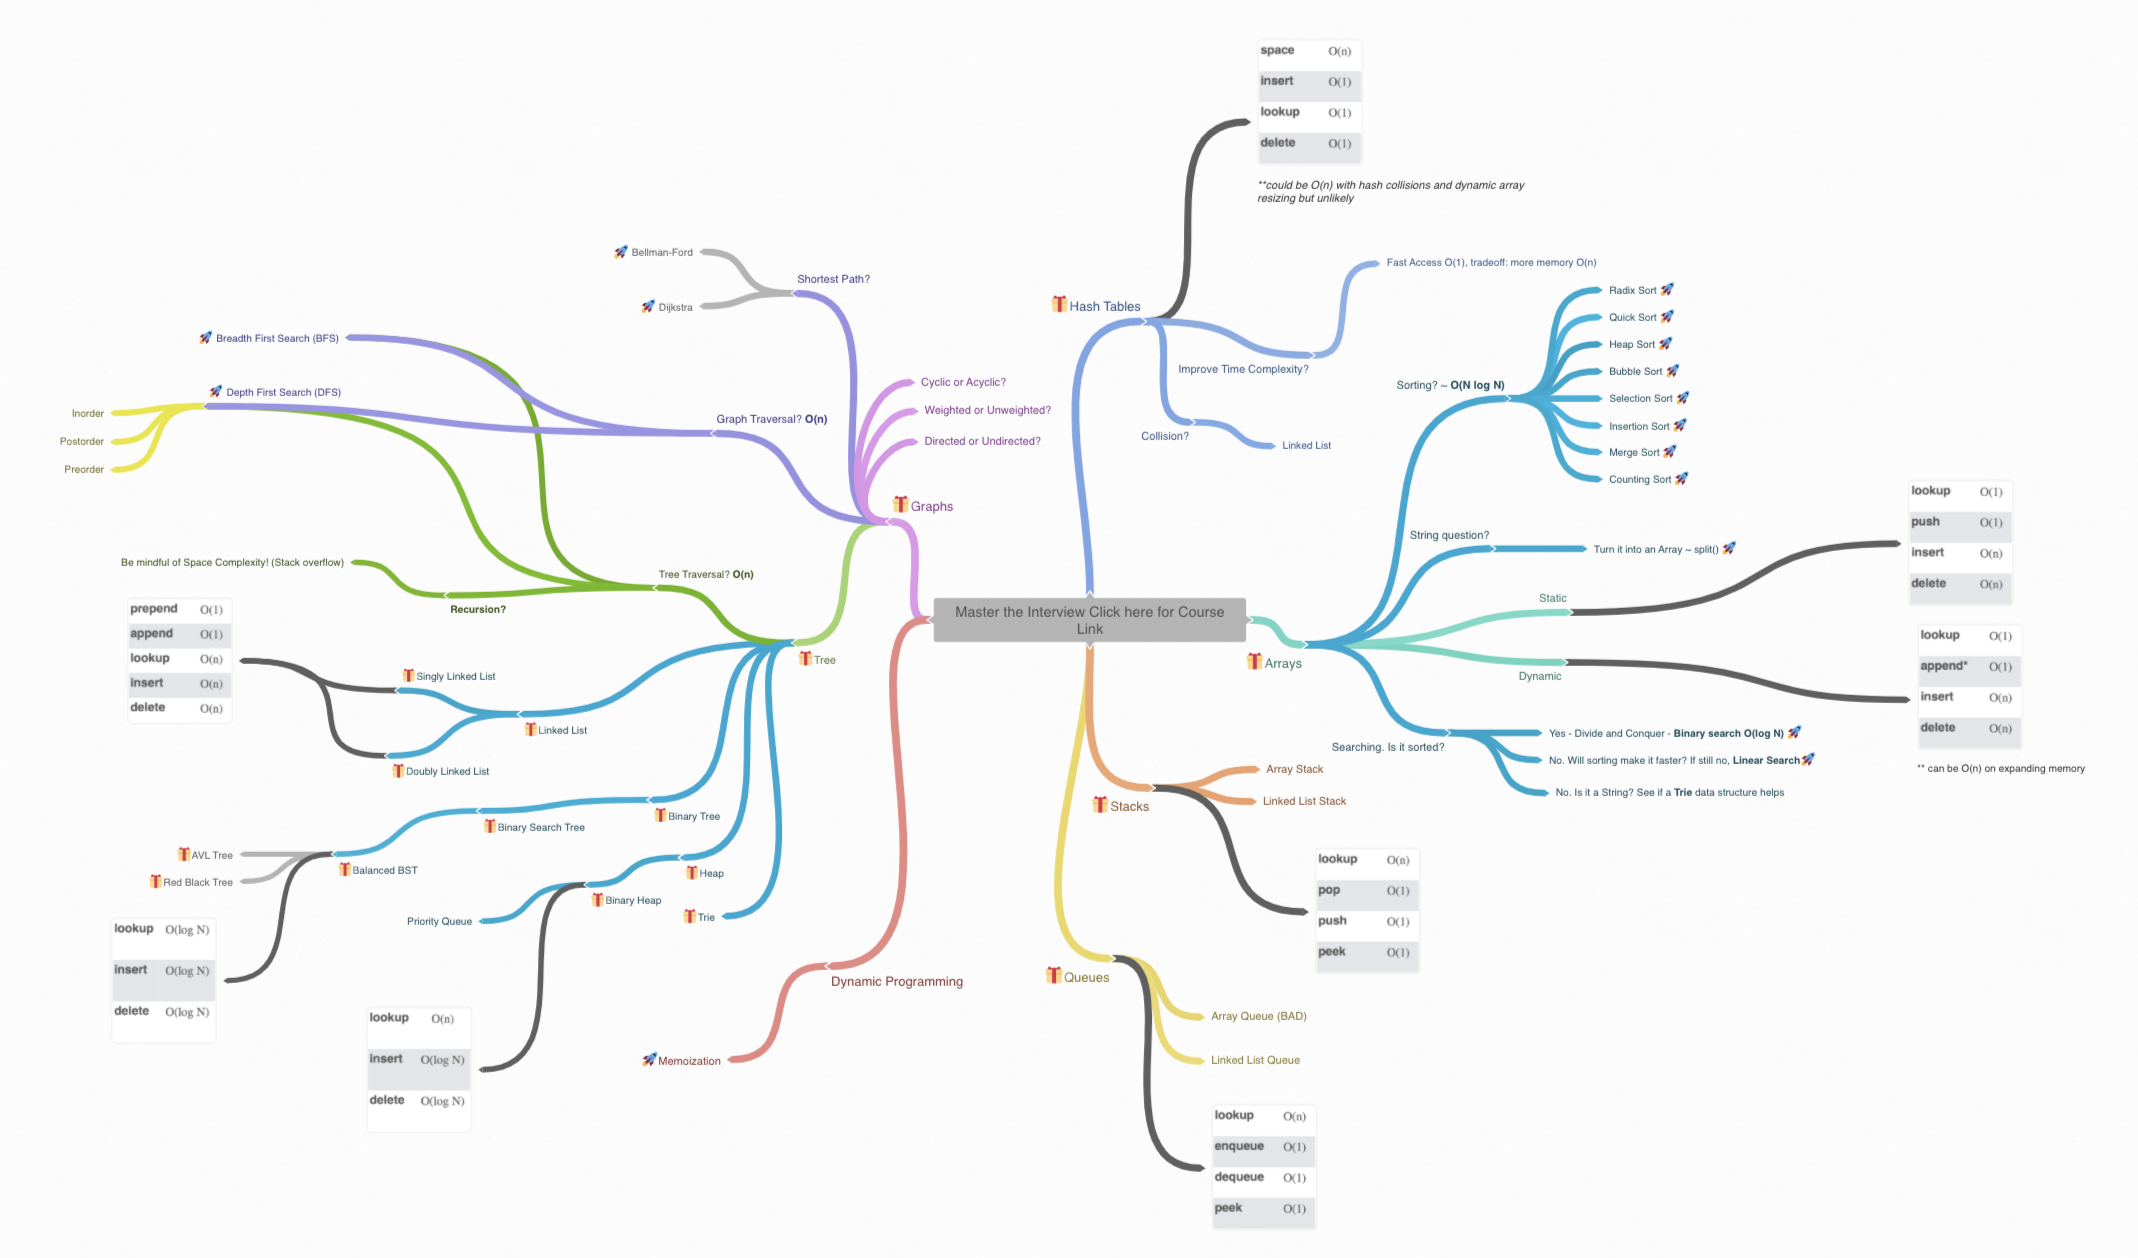 Master the Interview Click here for Course
Link
Hash Tables
space O(n)
insert O(1)
lookup O(1)
delete O(1)
**could be O(n) with hash collisions and dynamic array
resizing but unlikely
Improve Time Complexity?
Fast Access O(1), tradeoff: more memory O(n)
Collision?
Linked List
Arrays
Sorting? ~ O(N log N)
Radix Sort
Quick Sort
Heap Sort
Bubble Sort
Selection Sort
Insertion Sort
Merge Sort
Counting Sort
String question?
Turn it into an Array ~ split()
Static
lookup O(1)
push O(1)
insert O(n)
delete O(n)
Dynamic
lookup O(1)
append* O(1)
insert O(n)
delete O(n)
** can be O(n) on expanding memory
Searching. Is it sorted?
Yes - Divide and Conquer - Binary search O(log N)
No. Will sorting make it faster? If still no, Linear Search
No. Is it a String? See if a Trie data structure helps
Stacks
Array Stack
Linked List Stack
lookup O(n)
pop O(1)
push O(1)
peek O(1)
Queues
Array Queue (BAD)
Linked List Queue
lookup O(n)
enqueue O(1)
dequeue O(1)
peek O(1)
Graphs
Shortest Path?
Bellman-Ford
Dijkstra
Cyclic or Acyclic?
Weighted or Unweighted?
Directed or Undirected?
Graph Traversal? O(n)
Breadth First Search (BFS)
Depth First Search (DFS)
Inorder
Postorder
Preorder
Tree
Tree Traversal? O(n)
Recursion?
Be mindful of Space Complexity! (Stack overflow)
Linked List
Singly Linked List
Doubly Linked List
prepend O(1)
append O(1)
lookup O(n)
insert O(n)
delete O(n)
Binary Tree
Binary Search Tree
Balanced BST
AVL Tree
Red Black Tree
lookup O(log N)
insert O(log N)
delete O(log N)
Heap
Binary Heap
Priority Queue
lookup O(n)
insert O(log N)
delete O(log N)
Trie
Dynamic Programming
Memoization